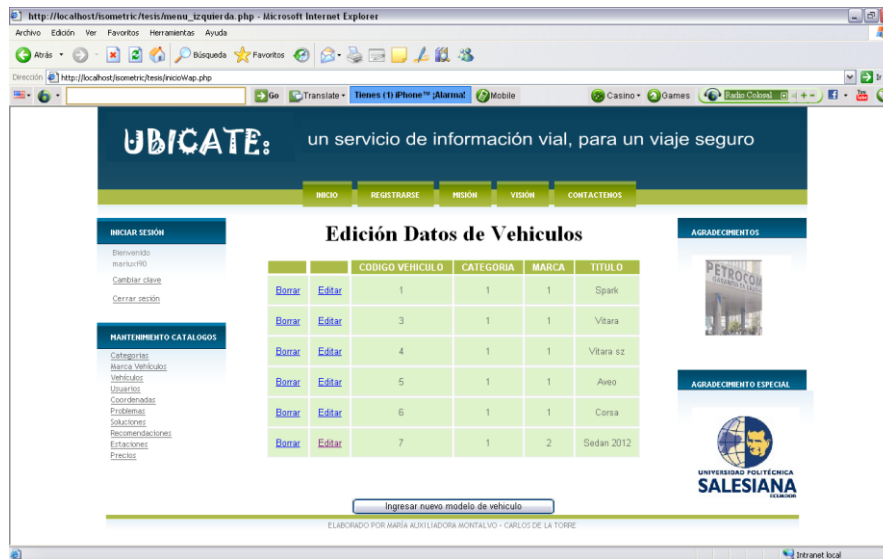 http://localhost/isometric/tesis/menu_izquierda.php - Microsoft Internet Explorer
Archivo Edición Ver Favoritos Herramientas Ayuda
Atrás Búsqueda Favoritos
Dirección http://localhost/isometric/tesis/inicioWap.php Ir
Go Translate Tienes (1) iPhone™ ¡Alarma! Mobile Casino Games Radio Colosal
UBICATE: un servicio de información vial, para un viaje seguro
INICIO REGISTRARSE MISIÓN VISIÓN CONTACTENOS
INICIAR SESIÓN
Bienvenido
mariuxi90
Cambiar clave
Cerrar sesión
MANTENIMIENTO CATALOGOS
Categorias
Marca Vehículos
Vehículos
Usuarios
Coordenadas
Problemas
Soluciones
Recomendaciones
Estaciones
Precios
Edición Datos de Vehiculos
CODIGO VEHICULO CATEGORIA MARCA TITULO
Borrar Editar 1 1 1 Spark
Borrar Editar 3 1 1 Vitara
Borrar Editar 4 1 1 Vitara sz
Borrar Editar 5 1 1 Aveo
Borrar Editar 6 1 1 Corsa
Borrar Editar 7 1 2 Sedan 2012
Ingresar nuevo modelo de vehiculo
AGRADECIMIENTOS
PETROCOM
AGRADECIMIENTO ESPECIAL
UNIVERSIDAD POLITÉCNICA
SALESIANA
ECUADOR
ELABORADO POR MARÍA AUXILIADORA MONTALVO - CARLOS DE LA TORRE
Intranet local